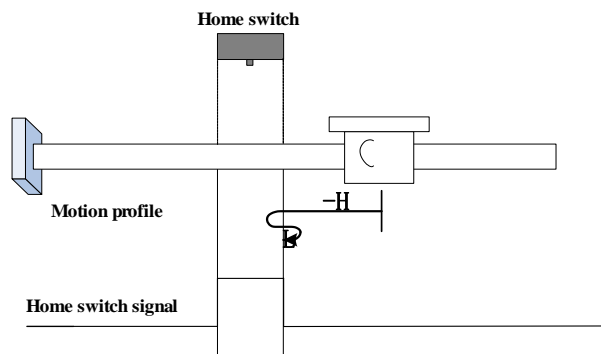 Home switch
−H
Motion profile
L
Home switch signal